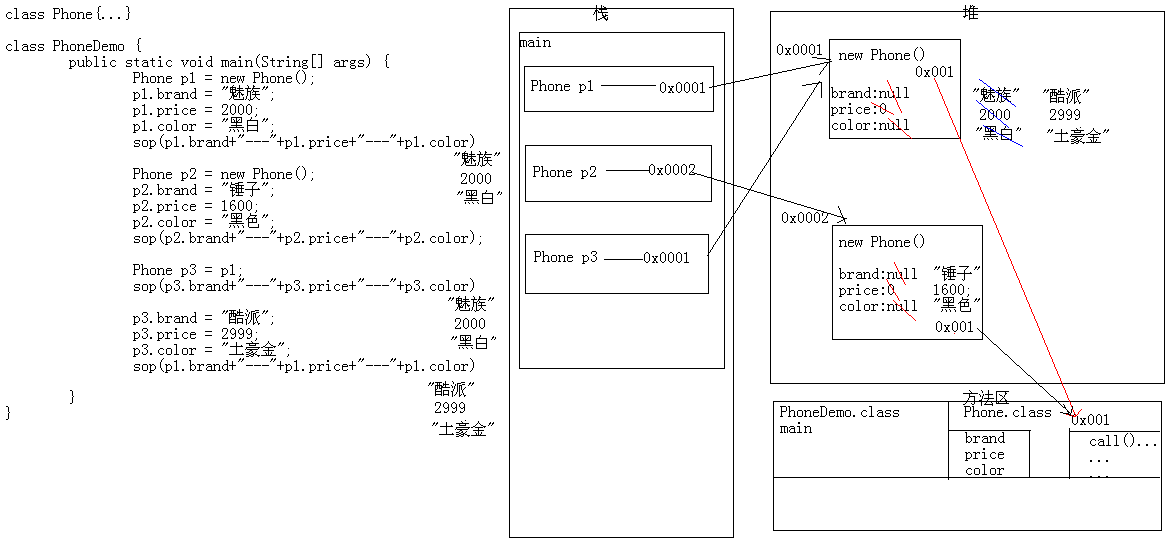 class Phone{...}
class PhoneDemo {
public static void main(String[] args) {
Phone p1 = new Phone();
p1.brand = "魅族";
p1.price = 2000;
p1.color = "黑白";
sop(p1.brand+"---"+p1.price+"---"+p1.color)
"魅族"
2000
"黑白"
Phone p2 = new Phone();
p2.brand = "锤子";
p2.price = 1600;
p2.color = "黑色";
sop(p2.brand+"---"+p2.price+"---"+p2.color);
Phone p3 = p1;
sop(p3.brand+"---"+p3.price+"---"+p3.color)
"魅族"
2000
"黑白"
p3.brand = "酷派";
p3.price = 2999;
p3.color = "土豪金";
sop(p1.brand+"---"+p1.price+"---"+p1.color)
"酷派"
2999
"土豪金"
}
}
栈
main
Phone p1
0x0001
Phone p2
0x0002
Phone p3
0x0001
堆
0x0001
new Phone()
0x001
brand:null
price:0
color:null
"魅族"
2000
"黑白"
"酷派"
2999
"土豪金"
0x0002
new Phone()
brand:null
price:0
color:null
"锤子"
1600;
"黑色"
0x001
方法区
PhoneDemo.class
main
Phone.class
brand
price
color
0x001
call()...
...
...